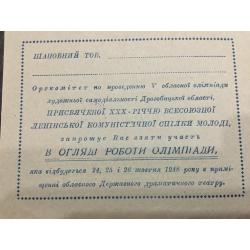 ШАНОВНИЙ ТОВ.
Оргкомітет по проведенню V обласної олімпіади
художньої самодіяльності Дрогобицької області,
ПРИСВЯЧЕНОЇ XXX-РІЧЧЮ ВСЕСОЮЗНОЇ
ЛЕНІНСЬКОЇ КОМУНІСТИЧНОЇ СПІЛКИ МОЛОДІ,
запрошує Вас взяти участь
В ОГЛЯДІ РОБОТИ ОЛІМПІАДИ,
яка відбудеться 24, 25 і 26 жовтня 1948 року в примі-
щенні обласного Державного драматичного театру.